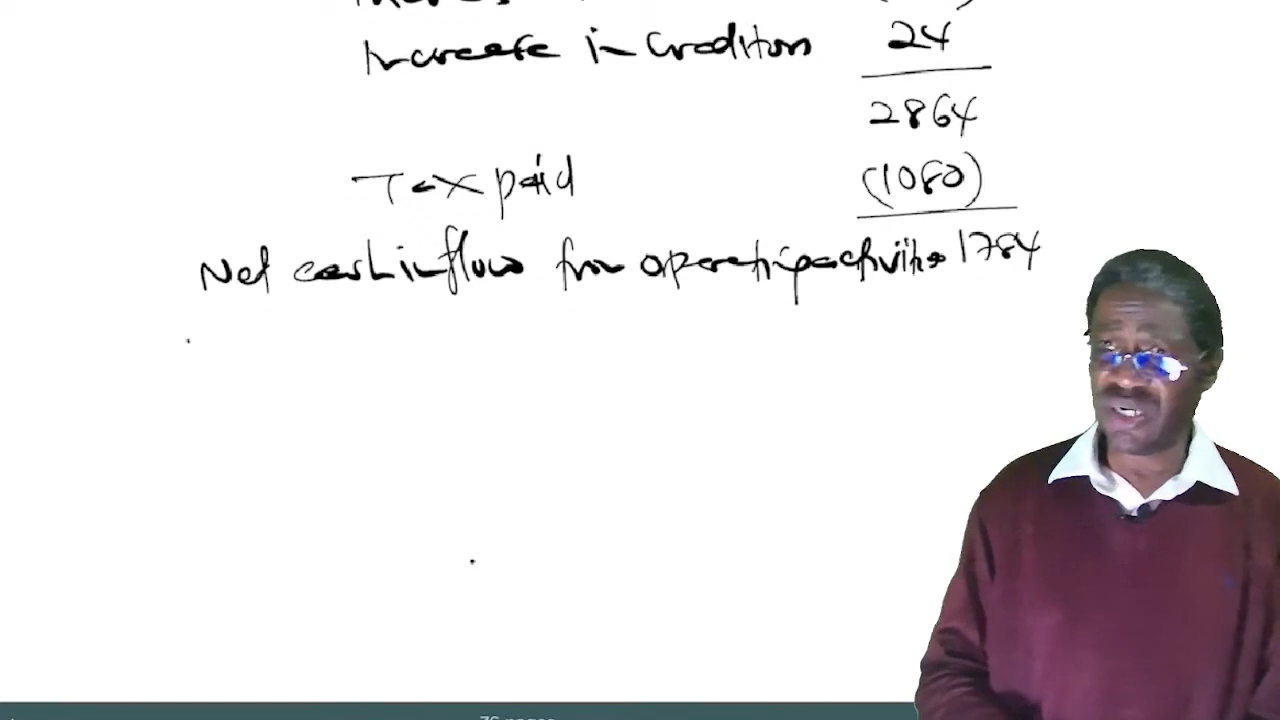 Increase in Creditors 24
2864
Tax paid (1080)
Net cash inflow from operating activities 1784